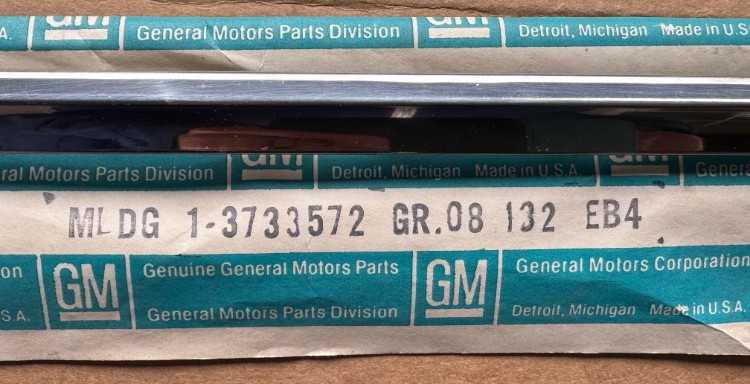 GM General Motors Parts Division GM Detroit, Michigan Made in U.S.A.
ral Motors Parts Division GM Detroit, Michigan Made in U.S.A. GM Genera
MLDG 1-3733572 GR.08 132 EB4
on GM Genuine General Motors Parts GM General Motors Corporation
S.A. General Motors Parts Division Detroit, Michigan Made in U.S.A.